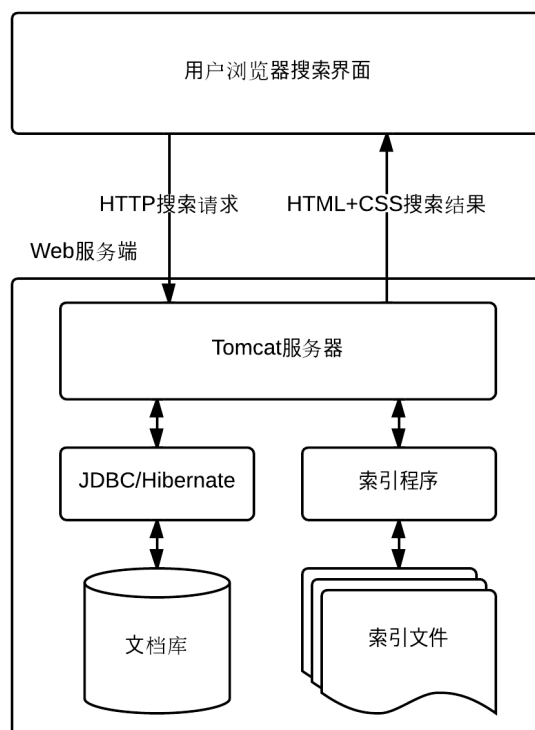 用户浏览器搜索界面
HTTP搜索请求
HTML+CSS搜索结果
Web服务端
Tomcat服务器
JDBC/Hibernate
索引程序
文档库
索引文件